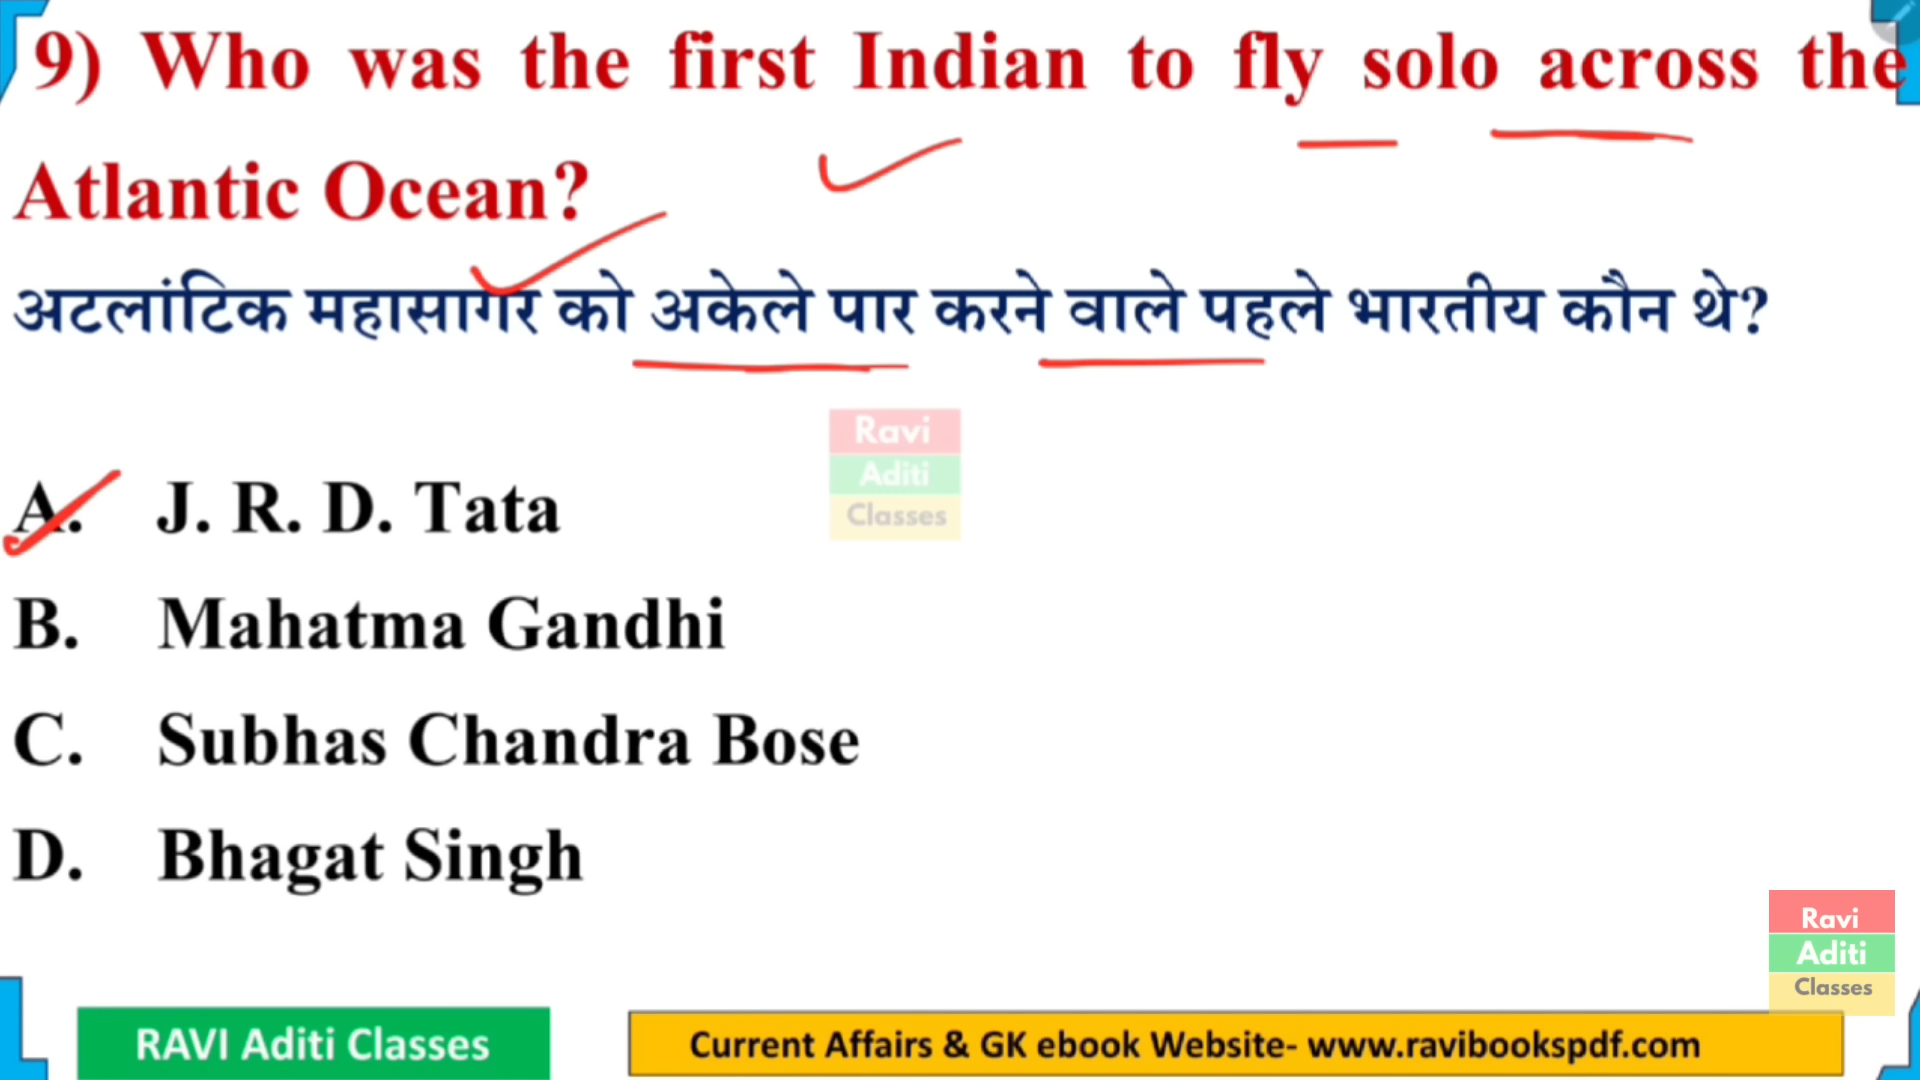 9) Who was the first Indian to fly solo across the
Atlantic Ocean?
अटलांटिक महासागर को अकेले पार करने वाले पहले भारतीय कौन थे?
Ravi
Aditi
Classes
A. J. R. D. Tata
B. Mahatma Gandhi
C. Subhas Chandra Bose
D. Bhagat Singh
Ravi
Aditi
Classes
RAVI Aditi Classes
Current Affairs & GK ebook Website- www.ravibookspdf.com